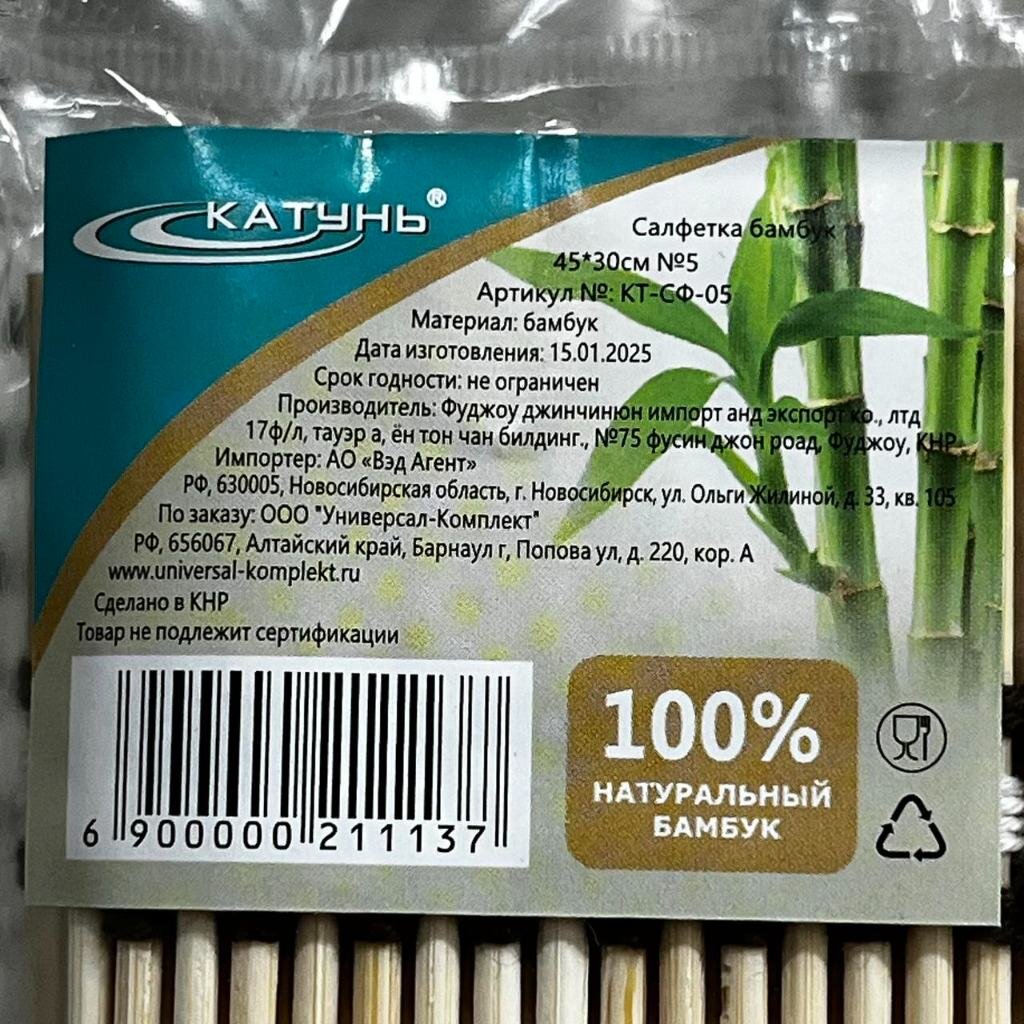 КАТУНЬ®
Салфетка бамбук
45*30см №5
Артикул №: КТ-СФ-05
Материал: бамбук
Дата изготовления: 15.01.2025
Срок годности: не ограничен
Производитель: Фуджоу джинчинюн импорт анд экспорт ко., лтд
17ф/л, тауэр а, ён тон чан билдинг., №75 фусин джон роад, Фуджоу, КНР
Импортер: АО «Вэд Агент»
РФ, 630005, Новосибирская область, г. Новосибирск, ул. Ольги Жилиной, д. 33, кв. 105
По заказу: ООО "Универсал-Комплект"
РФ, 656067, Алтайский край, Барнаул г, Попова ул, д. 220, кор. А
www.universal-komplekt.ru
Сделано в КНР
Товар не подлежит сертификации
6 900000 211137
100%
НАТУРАЛЬНЫЙ
БАМБУК